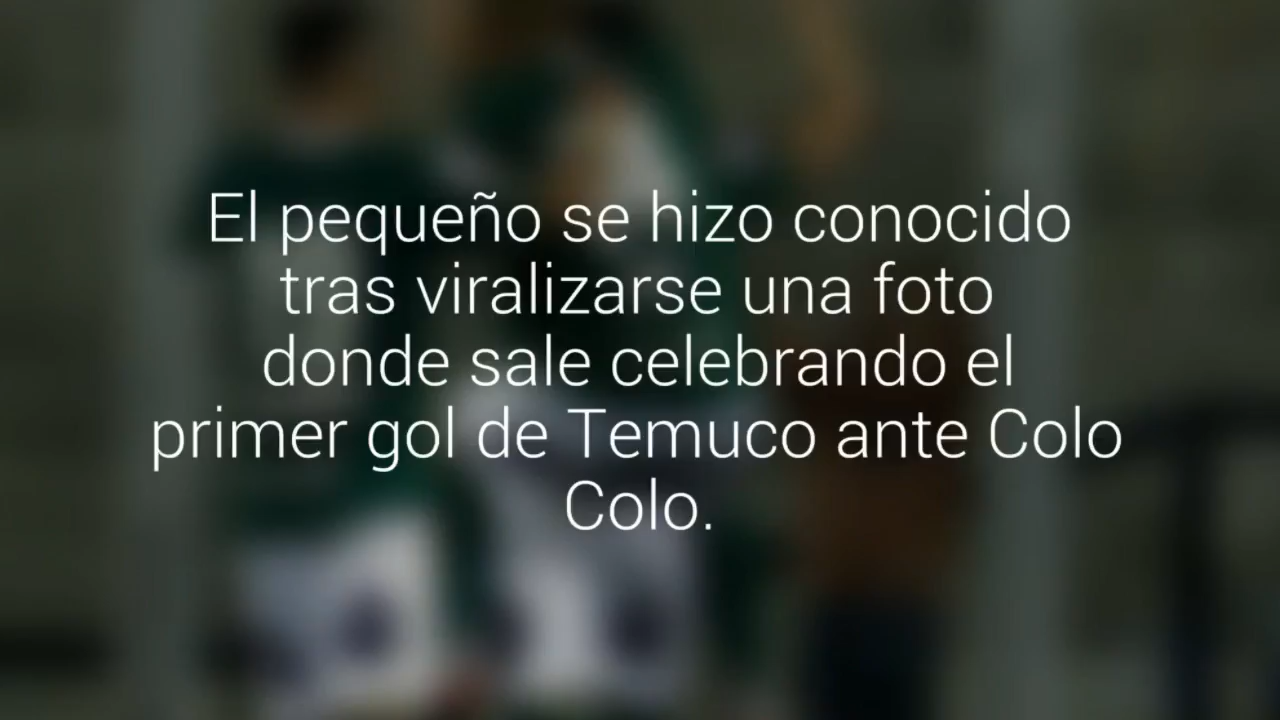 El pequeño se hizo conocido
tras viralizarse una foto
donde sale celebrando el
primer gol de Temuco ante Colo
Colo.